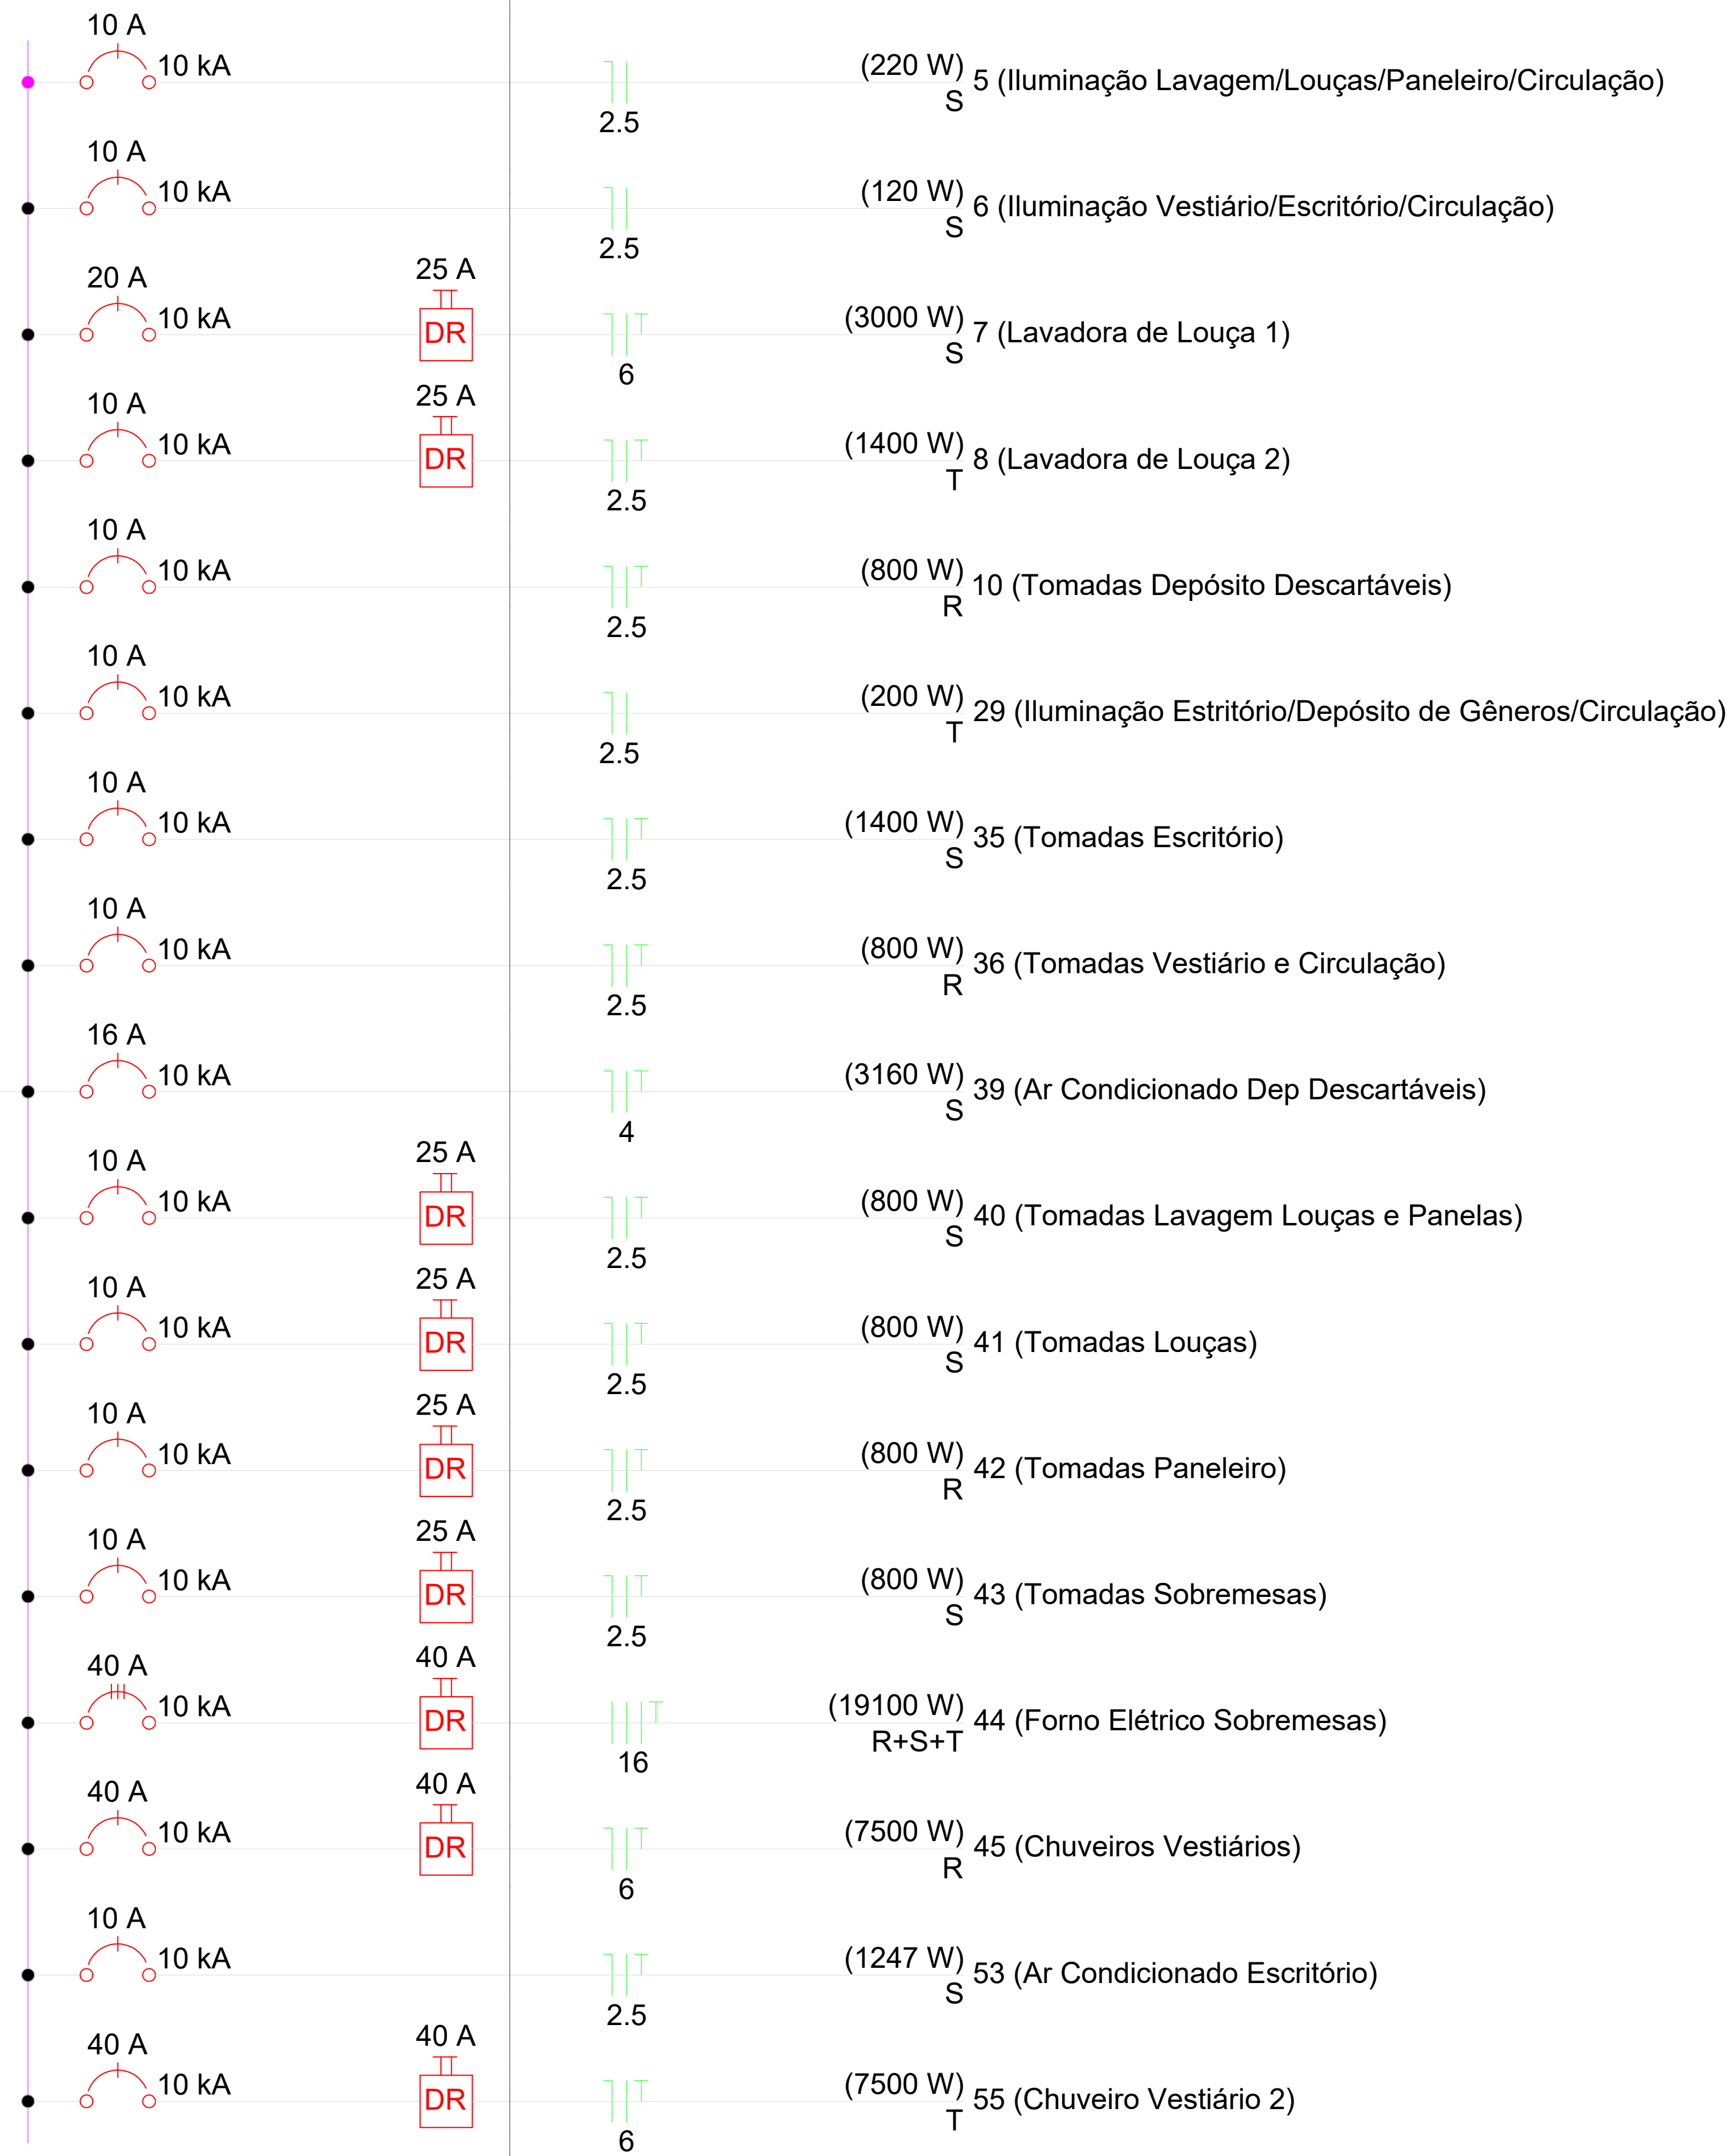 10 A
10 kA
2.5
(220 W)
S
5 (Iluminação Lavagem/Louças/Paneleiro/Circulação)
10 A
10 kA
2.5
(120 W)
S
6 (Iluminação Vestiário/Escritório/Circulação)
20 A
10 kA
25 A
DR
6
(3000 W)
S
7 (Lavadora de Louça 1)
10 A
10 kA
25 A
DR
2.5
(1400 W)
T
8 (Lavadora de Louça 2)
10 A
10 kA
2.5
(800 W)
R
10 (Tomadas Depósito Descartáveis)
10 A
10 kA
2.5
(200 W)
T
29 (Iluminação Estritório/Depósito de Gêneros/Circulação)
10 A
10 kA
2.5
(1400 W)
S
35 (Tomadas Escritório)
10 A
10 kA
2.5
(800 W)
R
36 (Tomadas Vestiário e Circulação)
16 A
10 kA
4
(3160 W)
S
39 (Ar Condicionado Dep Descartáveis)
10 A
10 kA
25 A
DR
2.5
(800 W)
S
40 (Tomadas Lavagem Louças e Panelas)
10 A
10 kA
25 A
DR
2.5
(800 W)
S
41 (Tomadas Louças)
10 A
10 kA
25 A
DR
2.5
(800 W)
R
42 (Tomadas Paneleiro)
10 A
10 kA
25 A
DR
2.5
(800 W)
S
43 (Tomadas Sobremesas)
40 A
10 kA
40 A
DR
16
(19100 W)
R+S+T
44 (Forno Elétrico Sobremesas)
40 A
10 kA
40 A
DR
6
(7500 W)
R
45 (Chuveiros Vestiários)
10 A
10 kA
2.5
(1247 W)
S
53 (Ar Condicionado Escritório)
40 A
10 kA
40 A
DR
6
(7500 W)
T
55 (Chuveiro Vestiário 2)